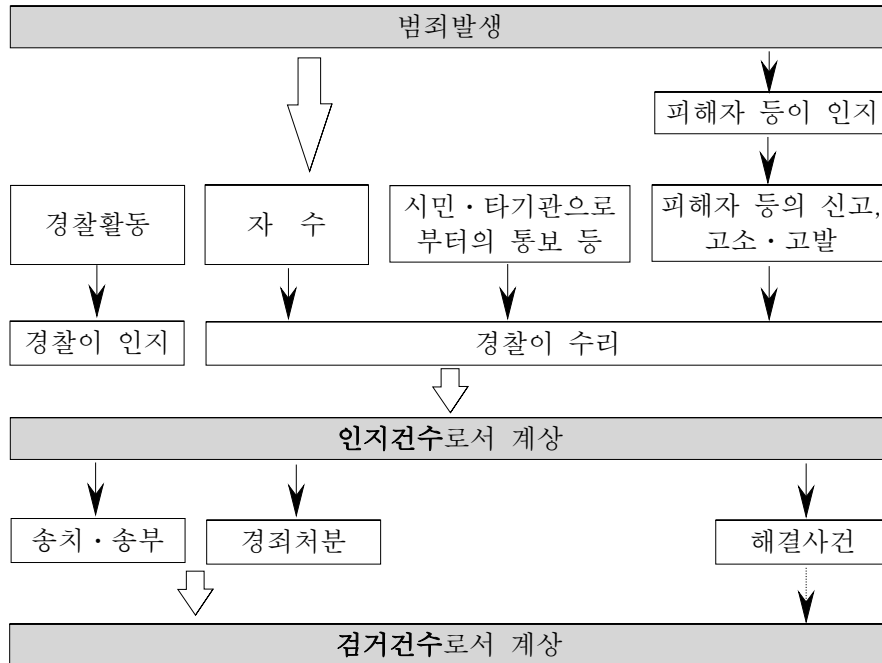 범죄발생
피해자 등이 인지
경찰활동
자 수
시민・타기관으로
부터의 통보 등
피해자 등의 신고,
고소・고발
경찰이 인지
경찰이 수리
인지건수로서 계상
송치・송부
경죄처분
해결사건
검거건수로서 계상